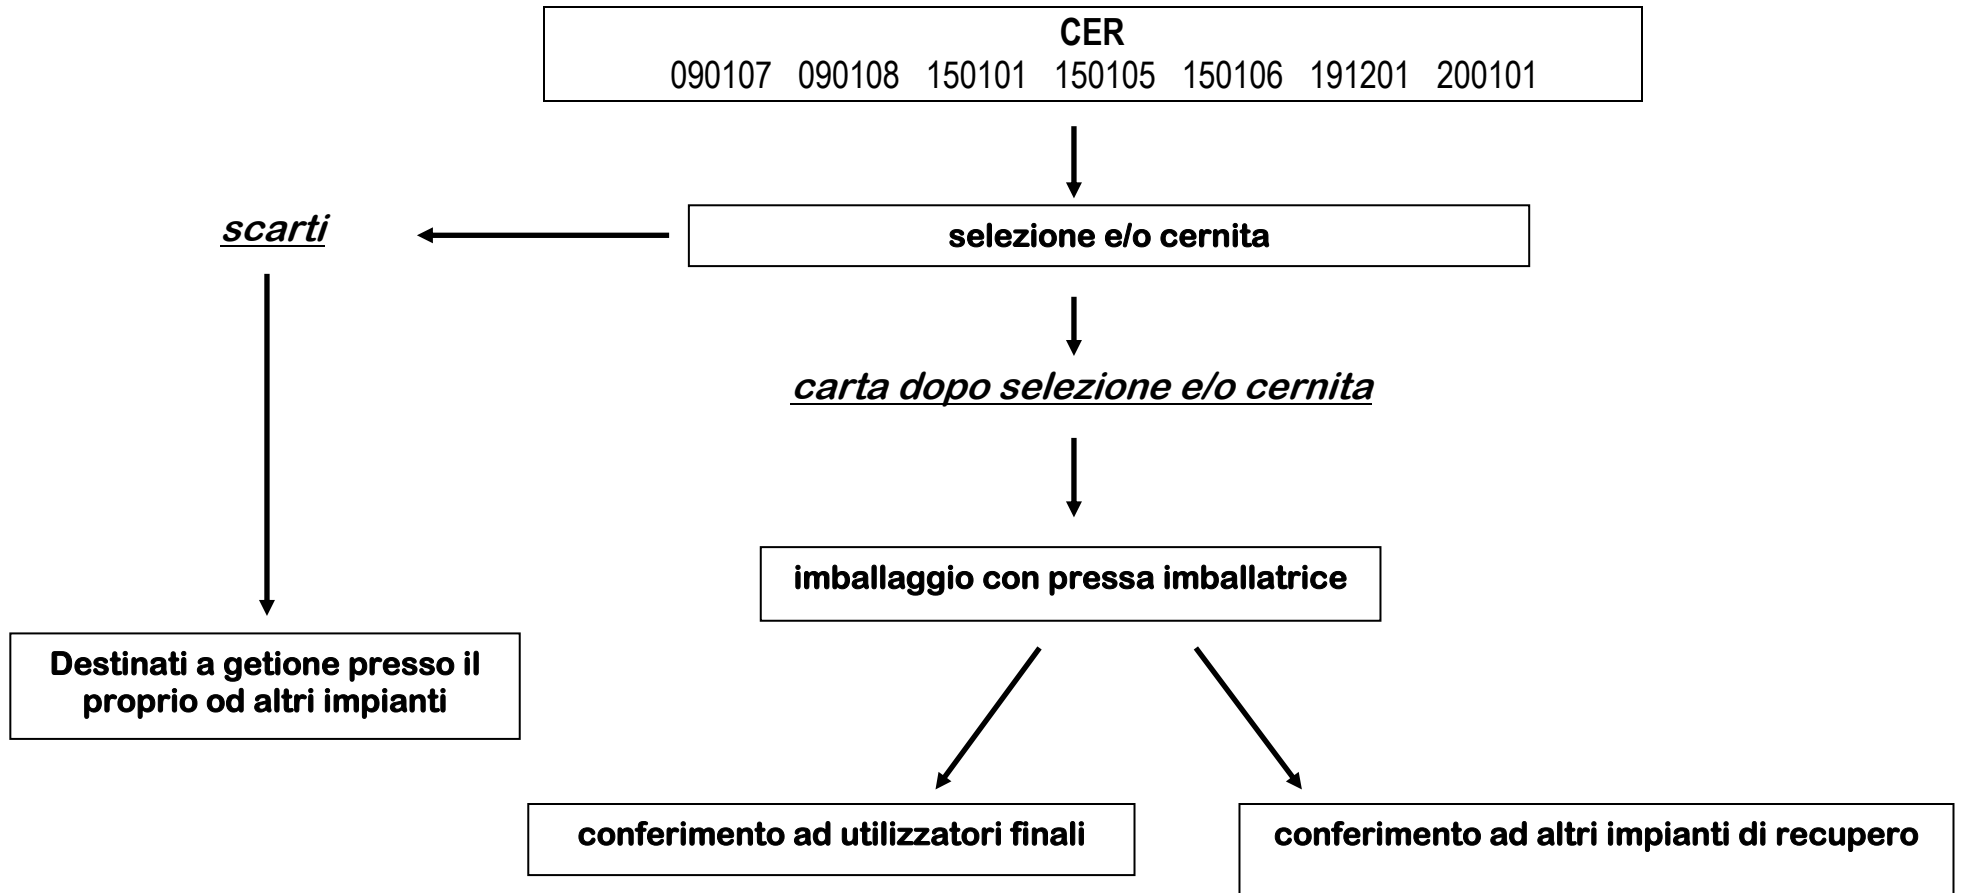 CER
090107 090108 150101 150105 150106 191201 200101
scarti
selezione e/o cernita
carta dopo selezione e/o cernita
imballaggio con pressa imballatrice
Destinati a getione presso il
proprio od altri impianti
conferimento ad utilizzatori finali
conferimento ad altri impianti di recupero